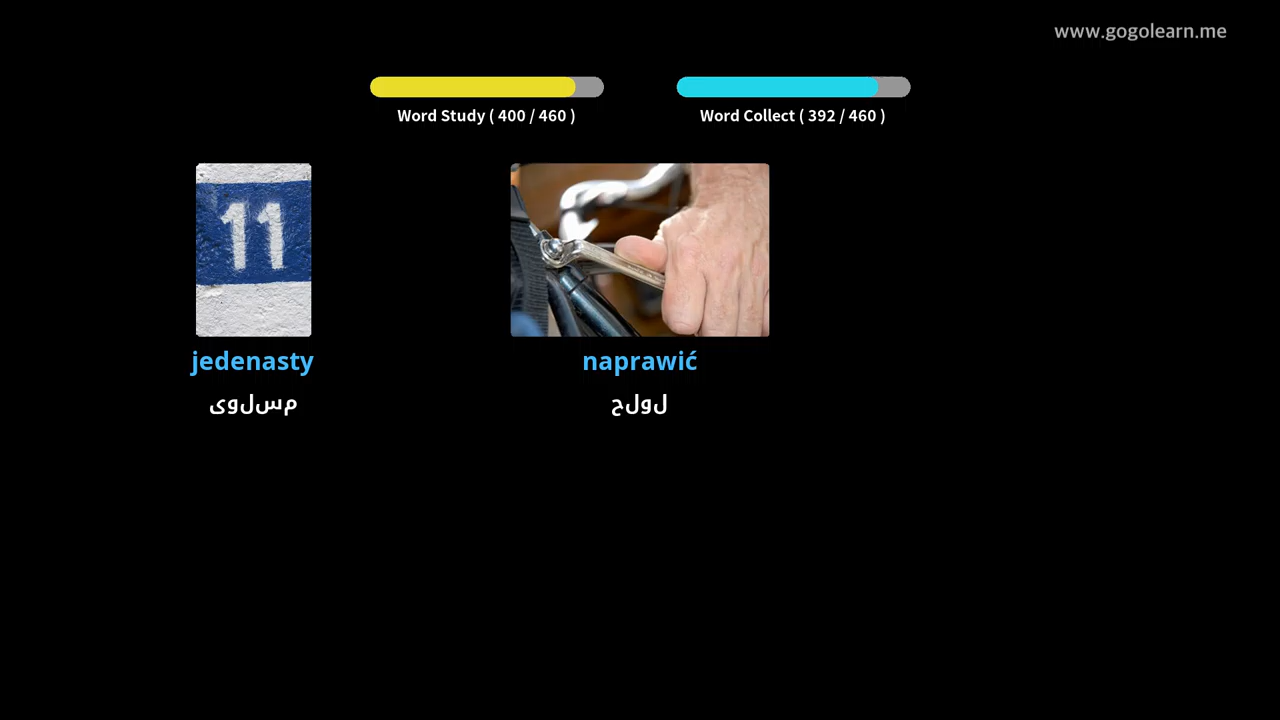 www.gogolearn.me
Word Study ( 400 / 460 )
Word Collect ( 392 / 460 )
11
jedenasty
naprawić
مسلوى
لولح